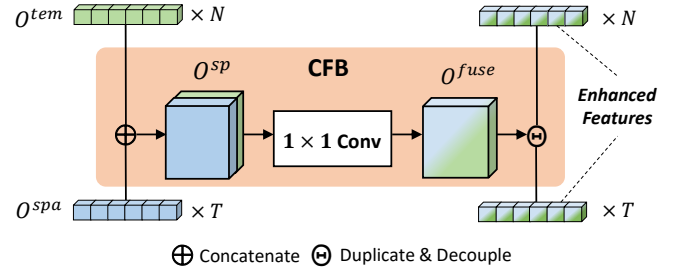 O^{tem} × N
× N
CFB
O^{sp}
O^{fuse}
Enhanced
Features
1 × 1 Conv
O^{spa} × T
× T
⊕ Concatenate ⊖ Duplicate & Decouple